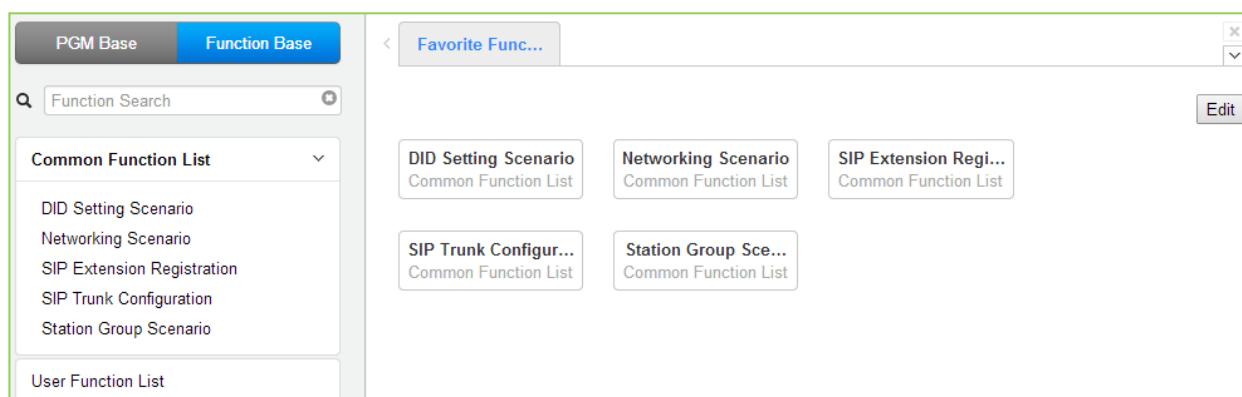 PGM Base
Function Base
Function Search
Common Function List
DID Setting Scenario
Networking Scenario
SIP Extension Registration
SIP Trunk Configuration
Station Group Scenario
User Function List
Favorite Func...
Edit
DID Setting Scenario
Common Function List
Networking Scenario
Common Function List
SIP Extension Regi...
Common Function List
SIP Trunk Configur...
Common Function List
Station Group Sce...
Common Function List